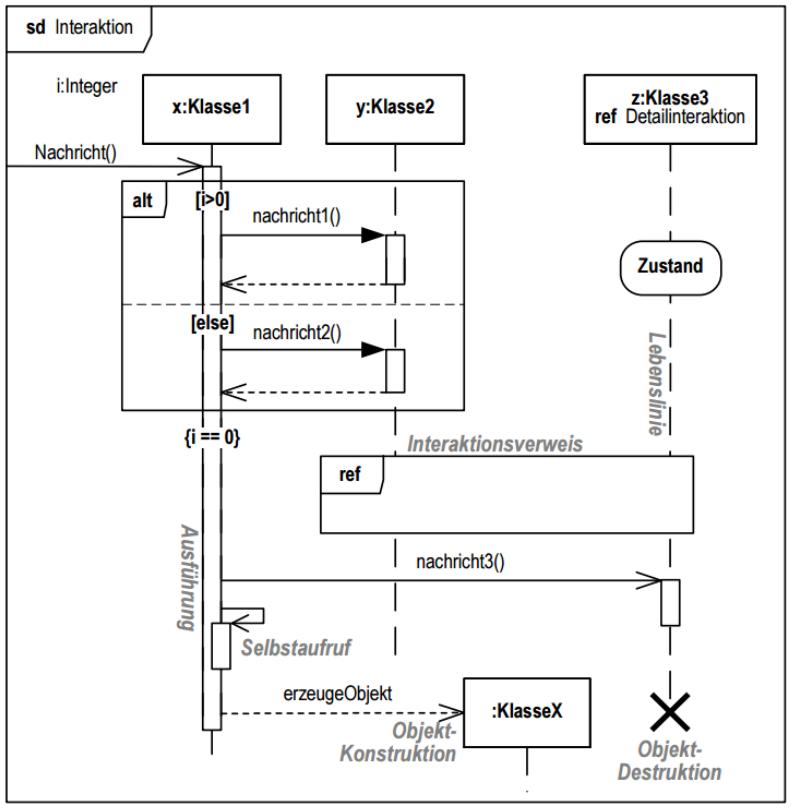 sd Interaktion
i:Integer
x:Klasse1
y:Klasse2
z:Klasse3
ref Detailinteraktion
Nachricht()
alt
[i>0]
nachricht1()
Zustand
[else]
nachricht2()
Lebenslinie
{i == 0}
Interaktionsverweis
ref
Ausführung
nachricht3()
Selbstaufruf
erzeugeObjekt
:KlasseX
Objekt-
Konstruktion
Objekt-
Destruktion